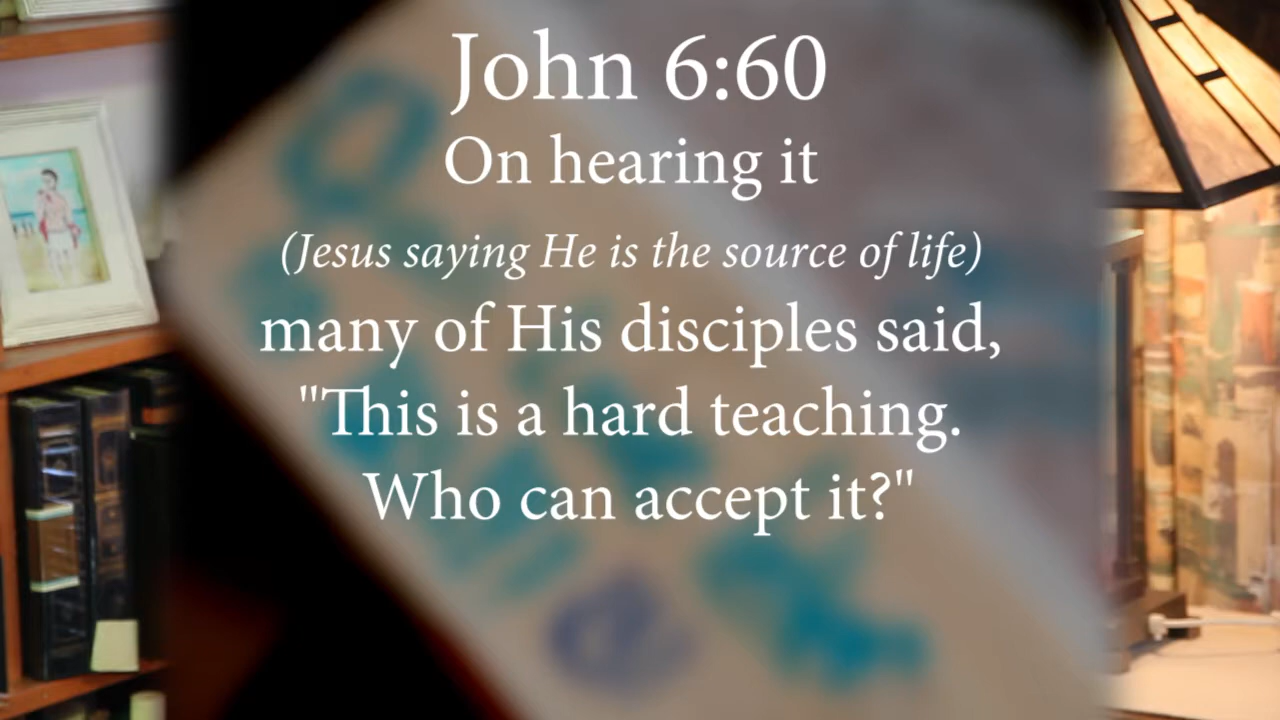 John 6:60
On hearing it
(Jesus saying He is the source of life)
many of His disciples said,
"This is a hard teaching.
Who can accept it?"